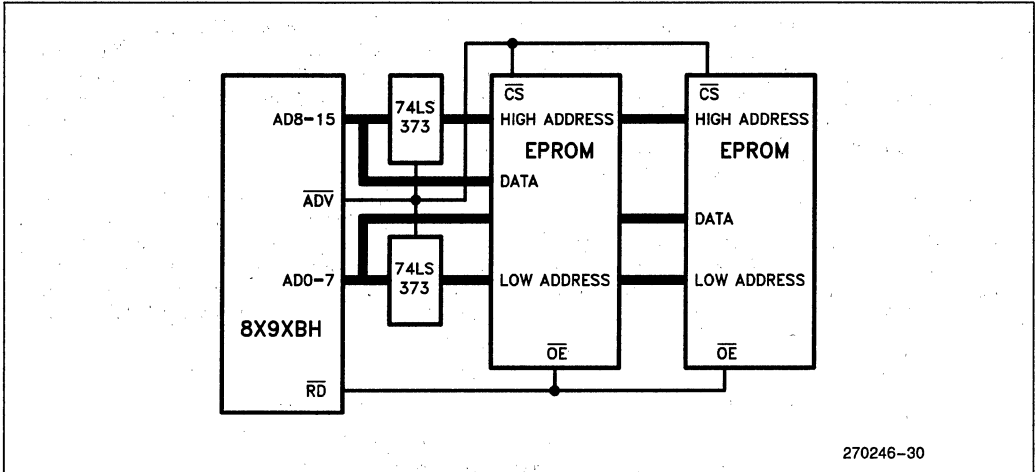 CS
CS
AD8-15
74LS
373
HIGH ADDRESS
HIGH ADDRESS
EPROM
EPROM
DATA
ADV
DATA
AD0-7
74LS
373
LOW ADDRESS
LOW ADDRESS
8X9XBH
OE
OE
RD
270246-30